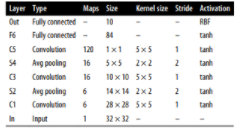 Layer Type Maps Size Kernel size Stride Activation
Out Fully connected – 10 – – RBF
F6 Fully connected – 84 – – tanh
C5 Convolution 120 1 × 1 5 × 5 1 tanh
S4 Avg pooling 16 5 × 5 2 × 2 2 tanh
C3 Convolution 16 10 × 10 5 × 5 1 tanh
S2 Avg pooling 6 14 × 14 2 × 2 2 tanh
C1 Convolution 6 28 × 28 5 × 5 1 tanh
In Input 1 32 × 32 – – –